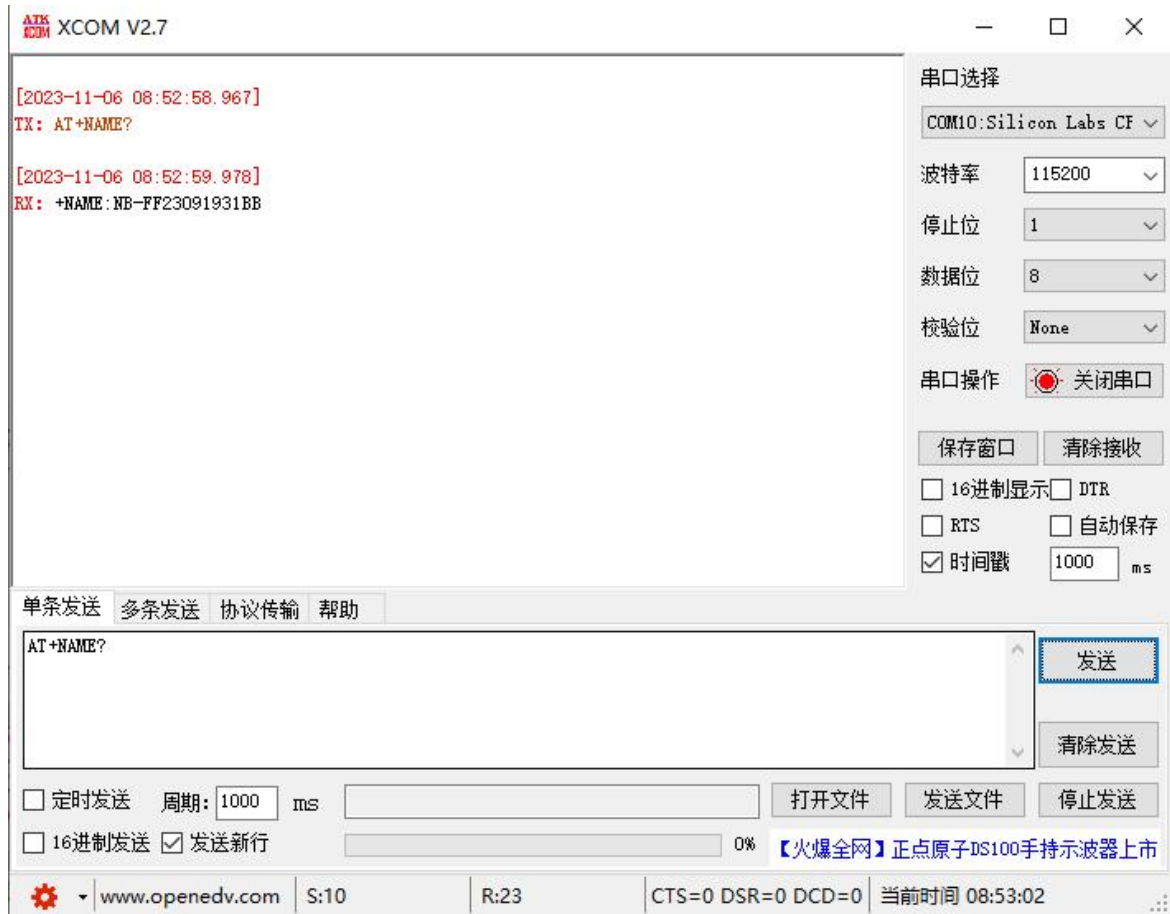 ATK XCOM XCOM V2.7
[2023-11-06 08:52:58.967]
TX: AT+NAME?
[2023-11-06 08:52:59.978]
RX: +NAME:NB-FF23091931BB
串口选择
COM10:Silicon Labs CP
波特率 115200
停止位 1
数据位 8
校验位 None
串口操作 关闭串口
保存窗口 清除接收
16进制显示 DTR
RTS 自动保存
时间戳 1000 ms
单条发送 多条发送 协议传输 帮助
AT+NAME?
发送
清除发送
定时发送 周期: 1000 ms 打开文件 发送文件 停止发送
16进制发送 发送新行 0% 【火爆全网】正点原子DS100手持示波器上市
www.openedv.com S:10 R:23 CTS=0 DSR=0 DCD=0 当前时间 08:53:02